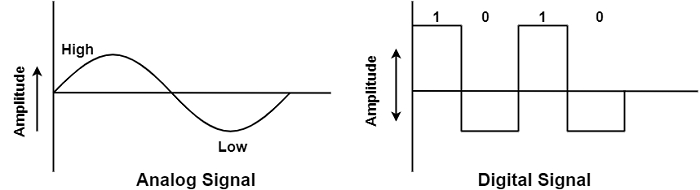 High
Amplitude
Low
Analog Signal
1 0 1 0
Amplitude
Digital Signal